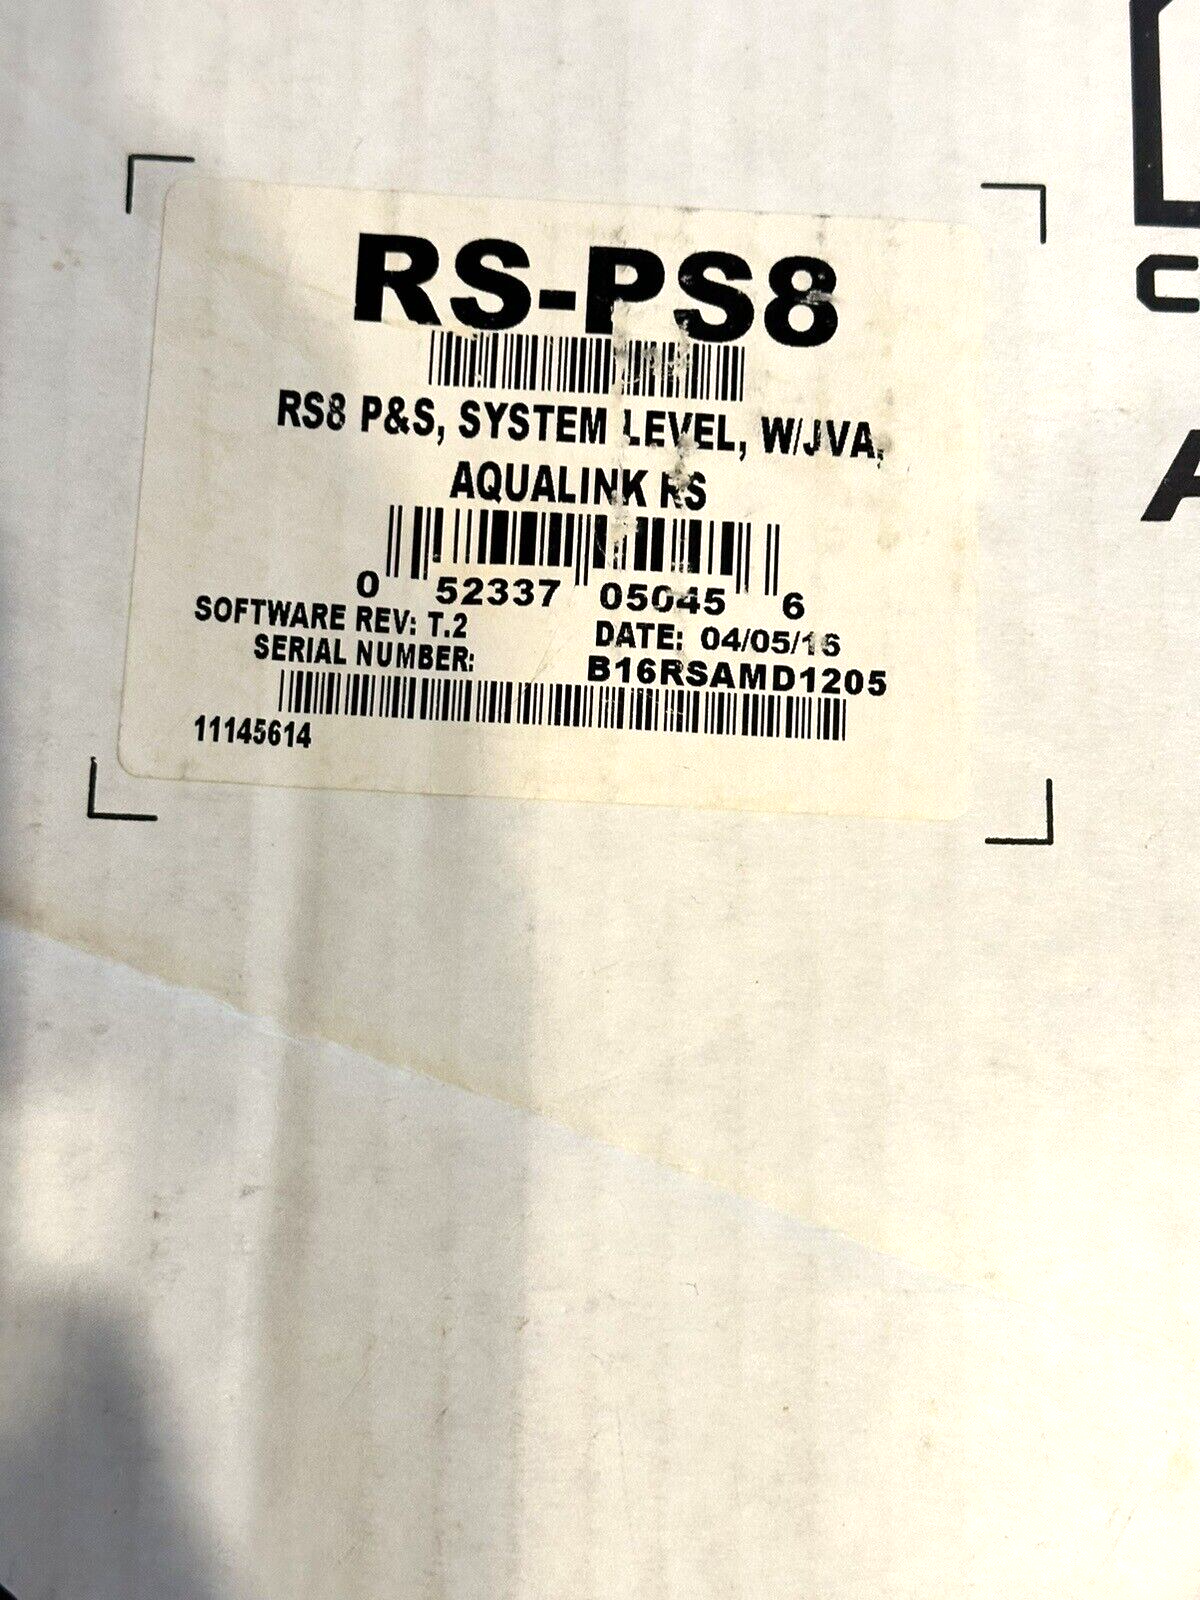 RS-PS8
RS8 P&S, SYSTEM LEVEL, W/JVA,
AQUALINK RS
0 52337 05045 6
SOFTWARE REV: T.2
DATE: 04/05/16
SERIAL NUMBER:
B16RSAMD1205
11145614